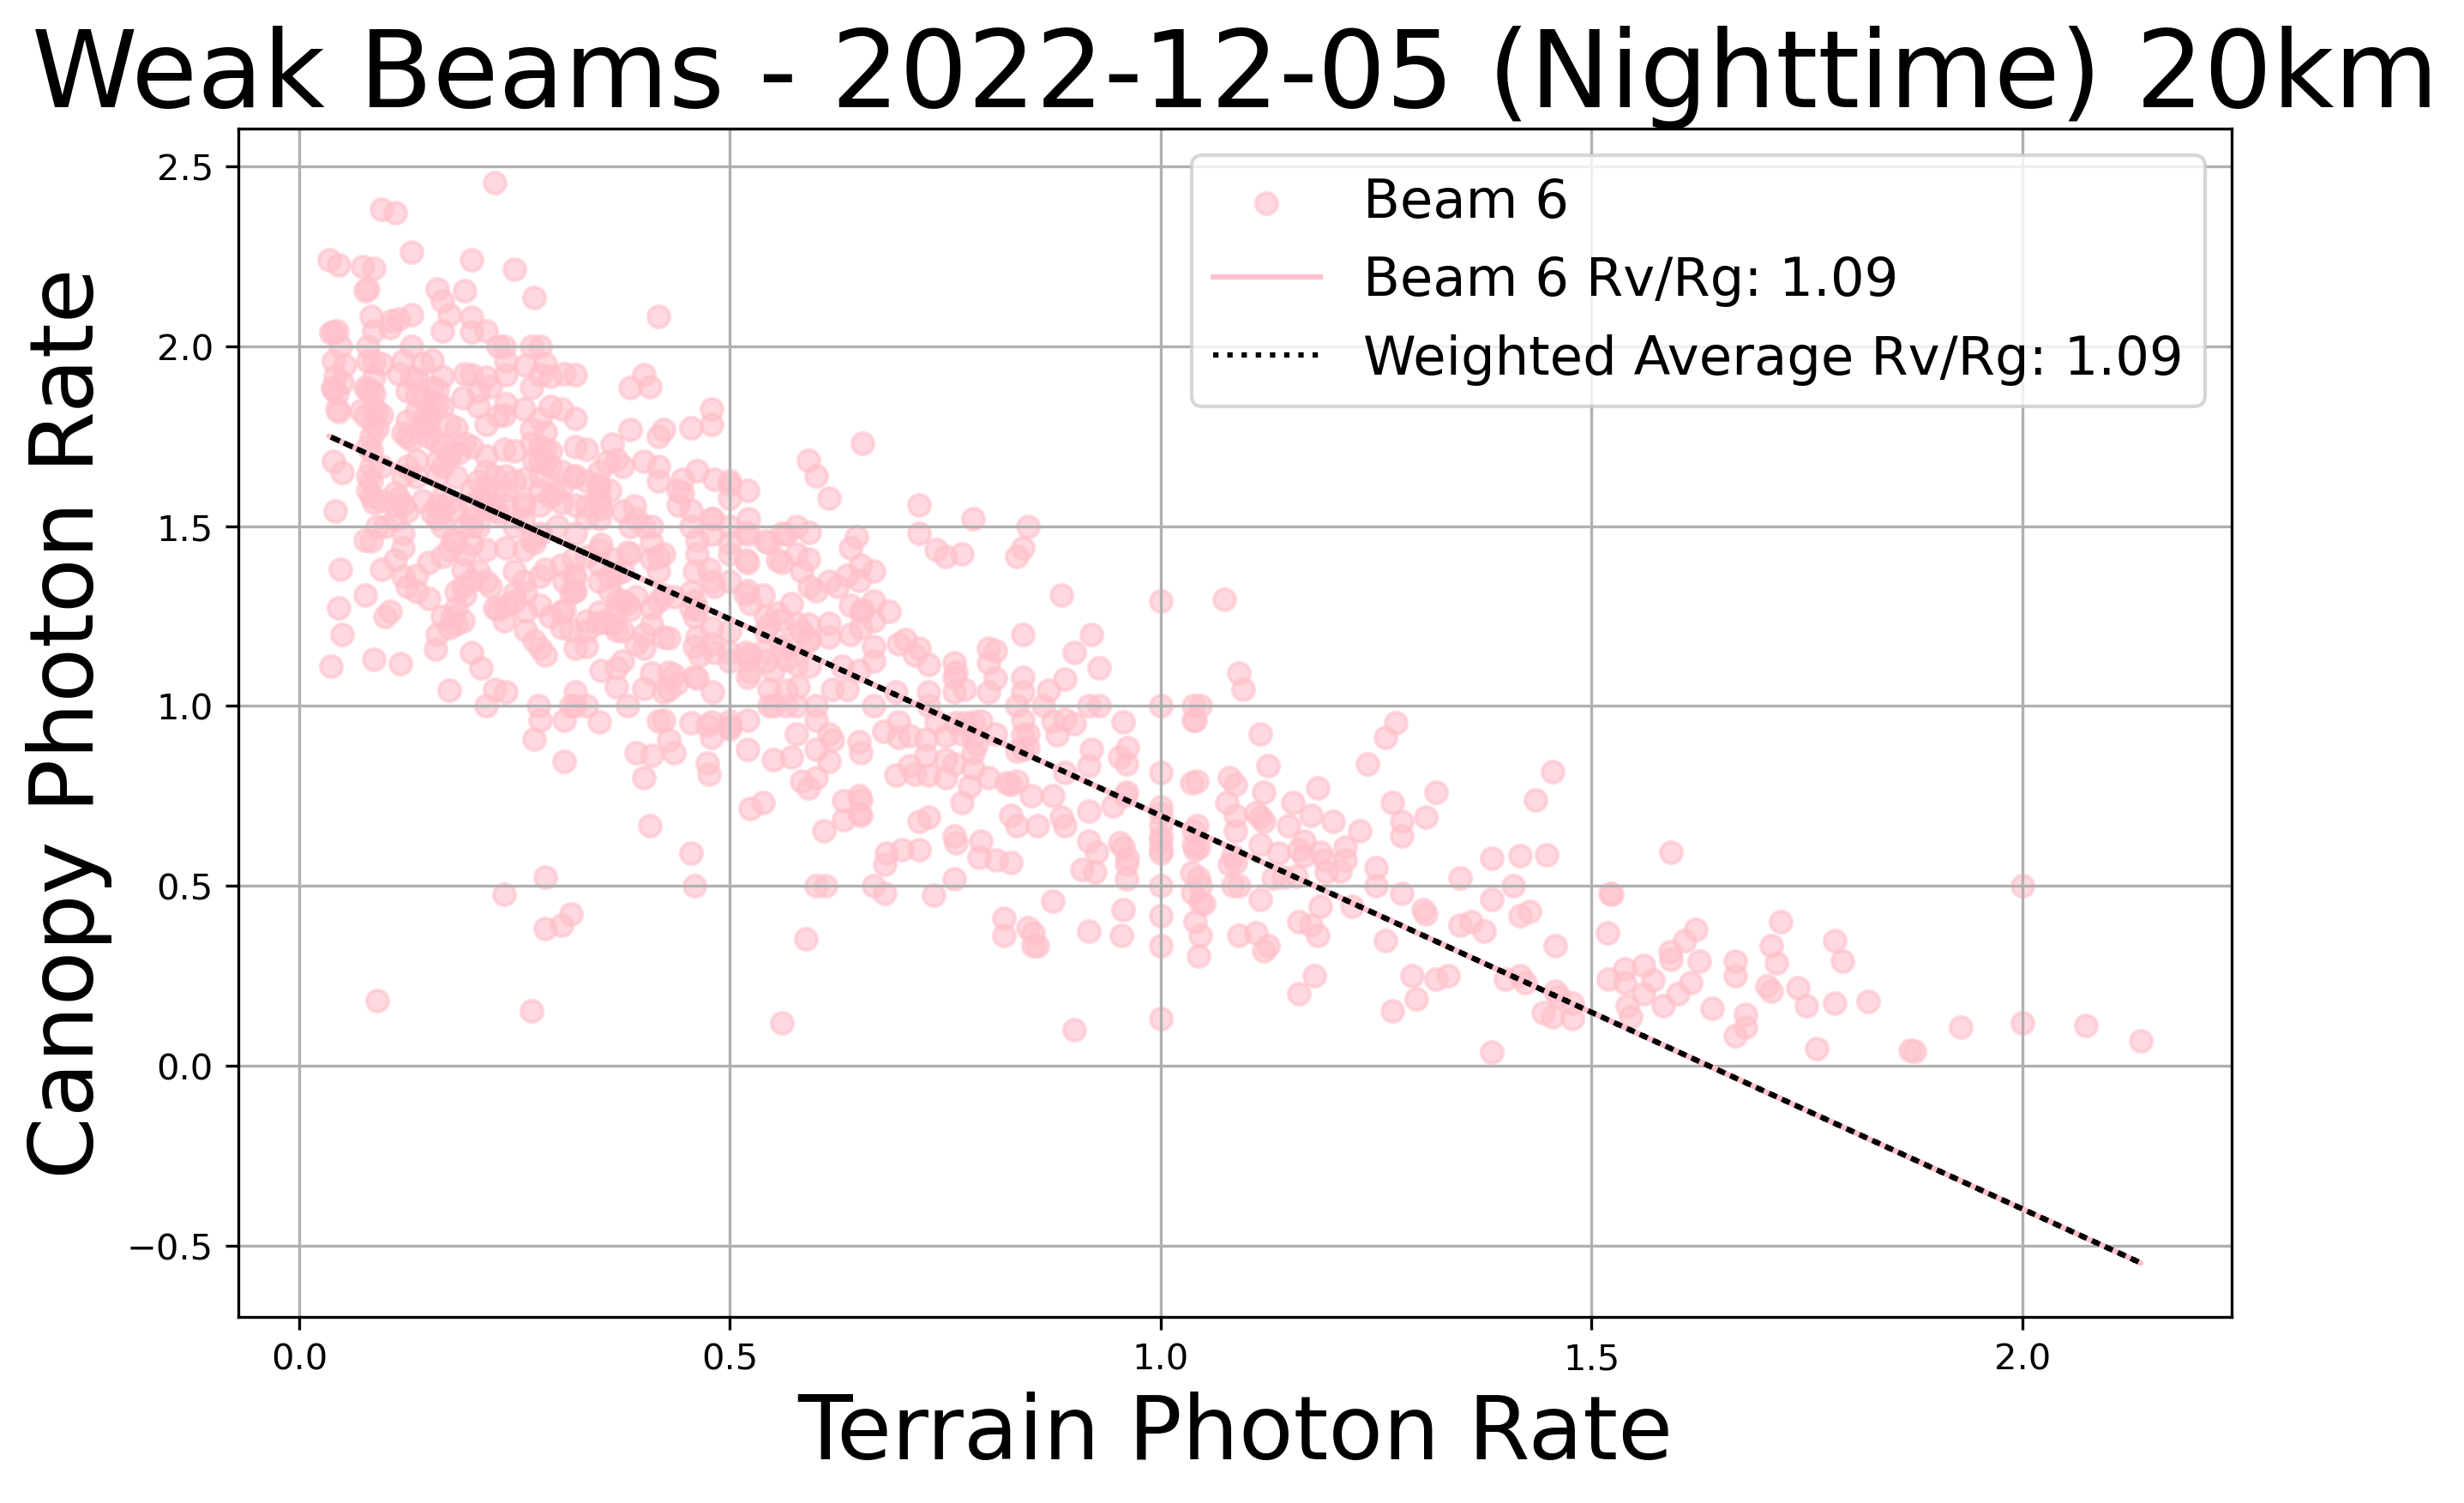 Weak Beams - 2022-12-05 (Nighttime) 20km
Canopy Photon Rate
2.5
2.0
1.5
1.0
0.5
0.0
−0.5
Beam 6
Beam 6 Rv/Rg: 1.09
Weighted Average Rv/Rg: 1.09
0.0 0.5 1.0 1.5 2.0
Terrain Photon Rate